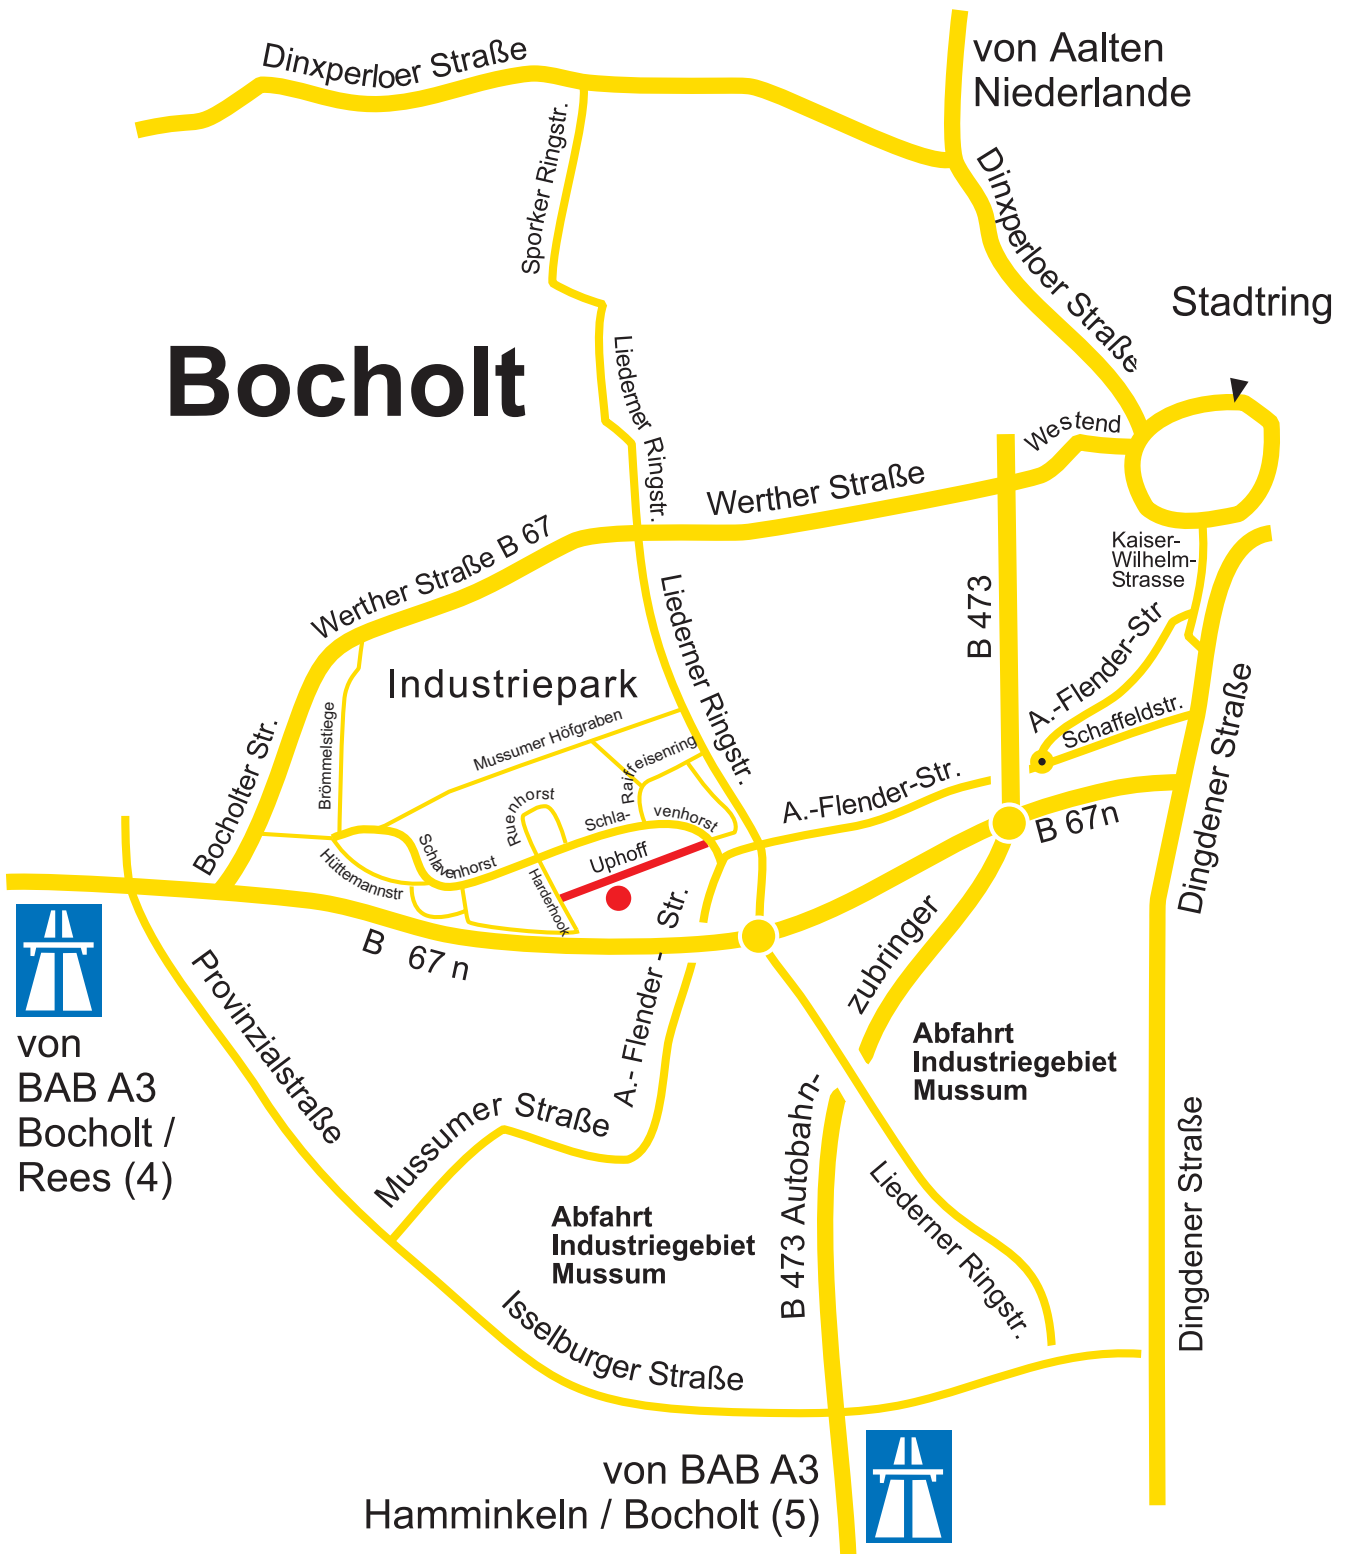 Dinxperloer Straße
von Aalten
Niederlande
Sporker Ringstr.
Dinxperloer Straße
Stadtring
Bocholt
Liederner Ringstr.
Westend
Werther Straße
Werther Straße B 67
Kaiser-
Wilhelm-
Strasse
B 473
Liederner Ringstr.
A.-Flender-Str
Industriepark
Schaffeldstr.
Dingdener Straße
Brömmelstiege
Mussumer Höfgraben
Raiffeisenring
Bocholter Str.
Ruenhorst
Schla-
venhorst
A.-Flender-Str.
B 67n
Schlavenhorst
Hüttemannstr
Uphoff
Harderhook
B 67 n
A.- Flender - Str.
zubringer
Provinzialstraße
von
BAB A3
Bocholt /
Rees (4)
Abfahrt
Industriegebiet
Mussum
Mussumer Straße
B 473 Autobahn-
Liederner Ringstr.
Dingdener Straße
Abfahrt
Industriegebiet
Mussum
Isselburger Straße
von BAB A3
Hamminkeln / Bocholt (5)